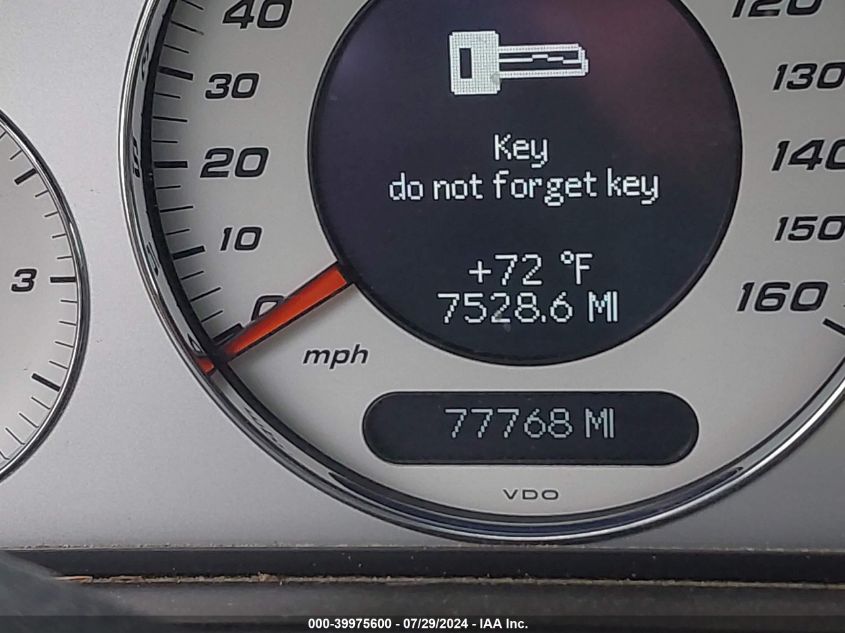 40
30
20
10
0
mph
3
120
130
140
150
160
Key
do not forget key
+72 °F
7528.6 MI
77768 MI
VDO
000-39975600 - 07/29/2024 - IAA Inc.